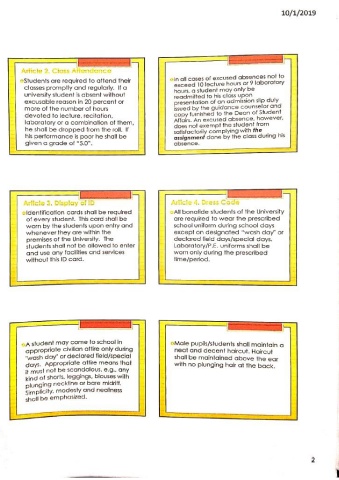 10/1/2019
Article 2. Class Attendance
Students are required to attend their
classes promptly and regularly. If a
university student is absent without
excusable reason in 20 percent or
more of the number of hours
devoted to lecture, recitation,
laboratory or a combination of them,
he shall be dropped from the roll. If
his performance is poor he shall be
given a grade of "5.0".
In all cases of excused absences not to
exceed 10 lecture hours or 9 laboratory
hours, a student may only be
readmitted to his class upon
presentation of an admission slip duly
issued by the guidance counselor and
copy furnished to the Dean of Student
Affairs. An excused absence, however,
does not exempt the student from
satisfactorily complying with the
assignment done by the class during his
absence.
Article 3. Display of ID
Identification cards shall be required
of every student. This card shall be
worn by the students upon entry and
whenever they are within the
premises of the University. The
students shall not be allowed to enter
and use any facilities and services
without this ID card.
Article 4. Dress Code
All bonafide students of the University
are required to wear the prescribed
school uniform during school days
except on designated "wash day" or
declared field days/special days.
Laboratory/P.E. uniforms shall be
worn only during the prescribed
time/period.
A student may come to school in
appropriate civilian attire only during
"wash day" or declared field/special
days. Appropriate attire means that
it must not be scandalous, e.g., any
kind of shorts, leggings, blouses with
plunging neckline or bare midriff.
Simplicity, modesty and neatness
shall be emphasized.
Male pupils/students shall maintain a
neat and decent haircut. Haircut
shall be maintained above the ear
with no plunging hair at the back.
2